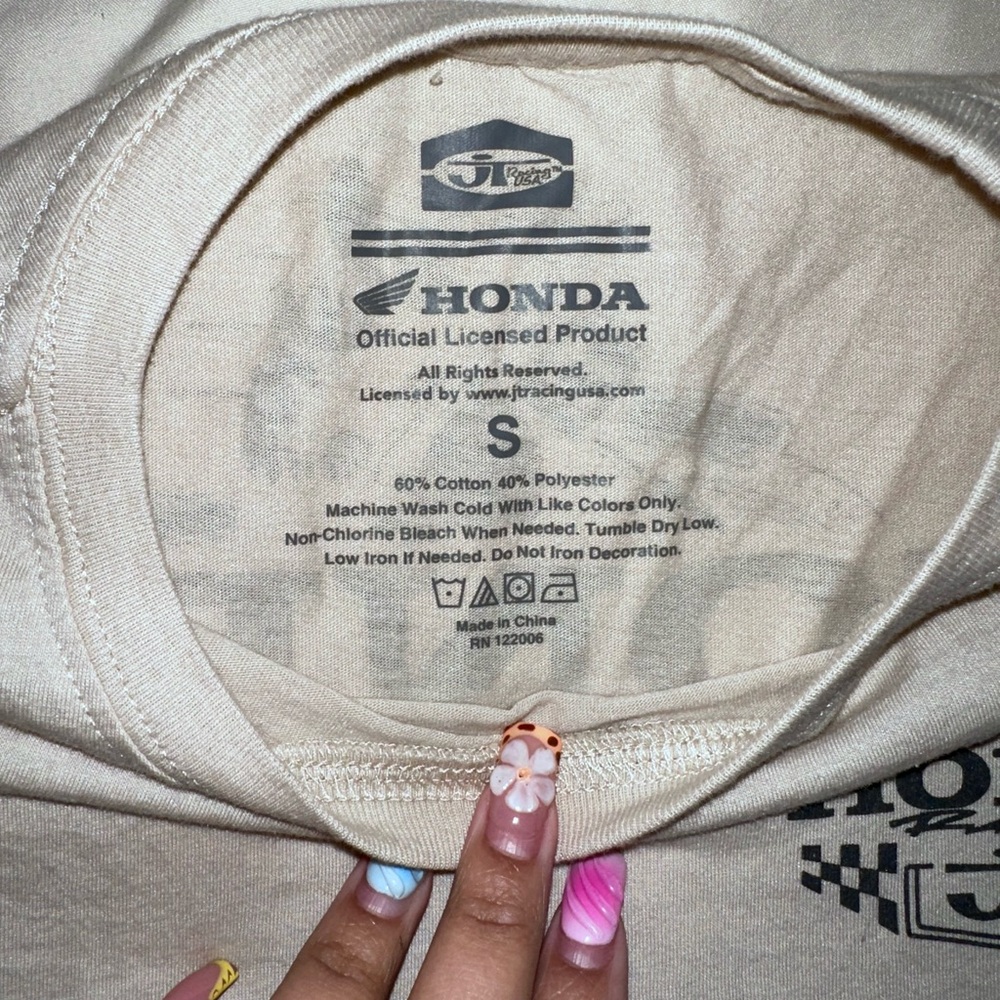 JT Racing USA™
HONDA
Official Licensed Product
All Rights Reserved.
Licensed by www.jtracingusa.com
S
60% Cotton 40% Polyester
Machine Wash Cold With Like Colors Only.
Non-Chlorine Bleach When Needed. Tumble Dry Low.
Low Iron If Needed. Do Not Iron Decoration.
Made in China
RN 122006